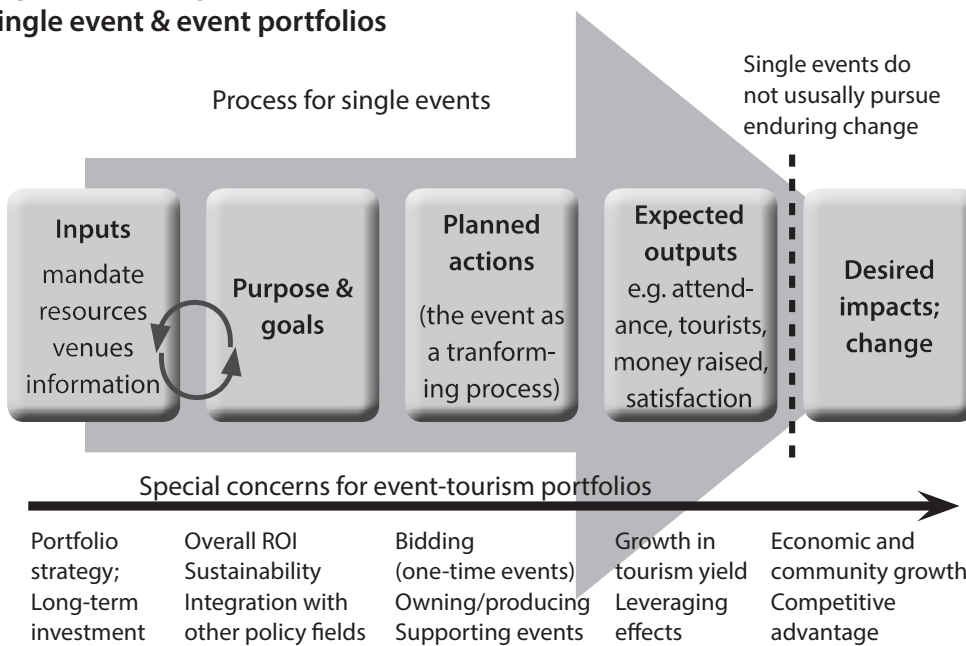 ingle event & event portfolios
Process for single events
Single events do
not ususally pursue
enduring change
Inputs
mandate
resources
venues
information
Purpose &
goals
Planned
actions
(the event as
a tranform-
ing process)
Expected
outputs
e.g. attend-
ance, tourists,
money raised,
satisfaction
Desired
impacts;
change
Special concerns for event-tourism portfolios
Portfolio
strategy;
Long-term
investment
Overall ROI
Sustainability
Integration with
other policy fields
Bidding
(one-time events)
Owning/producing
Supporting events
Growth in
tourism yield
Leveraging
effects
Economic and
community growth
Competitive
advantage